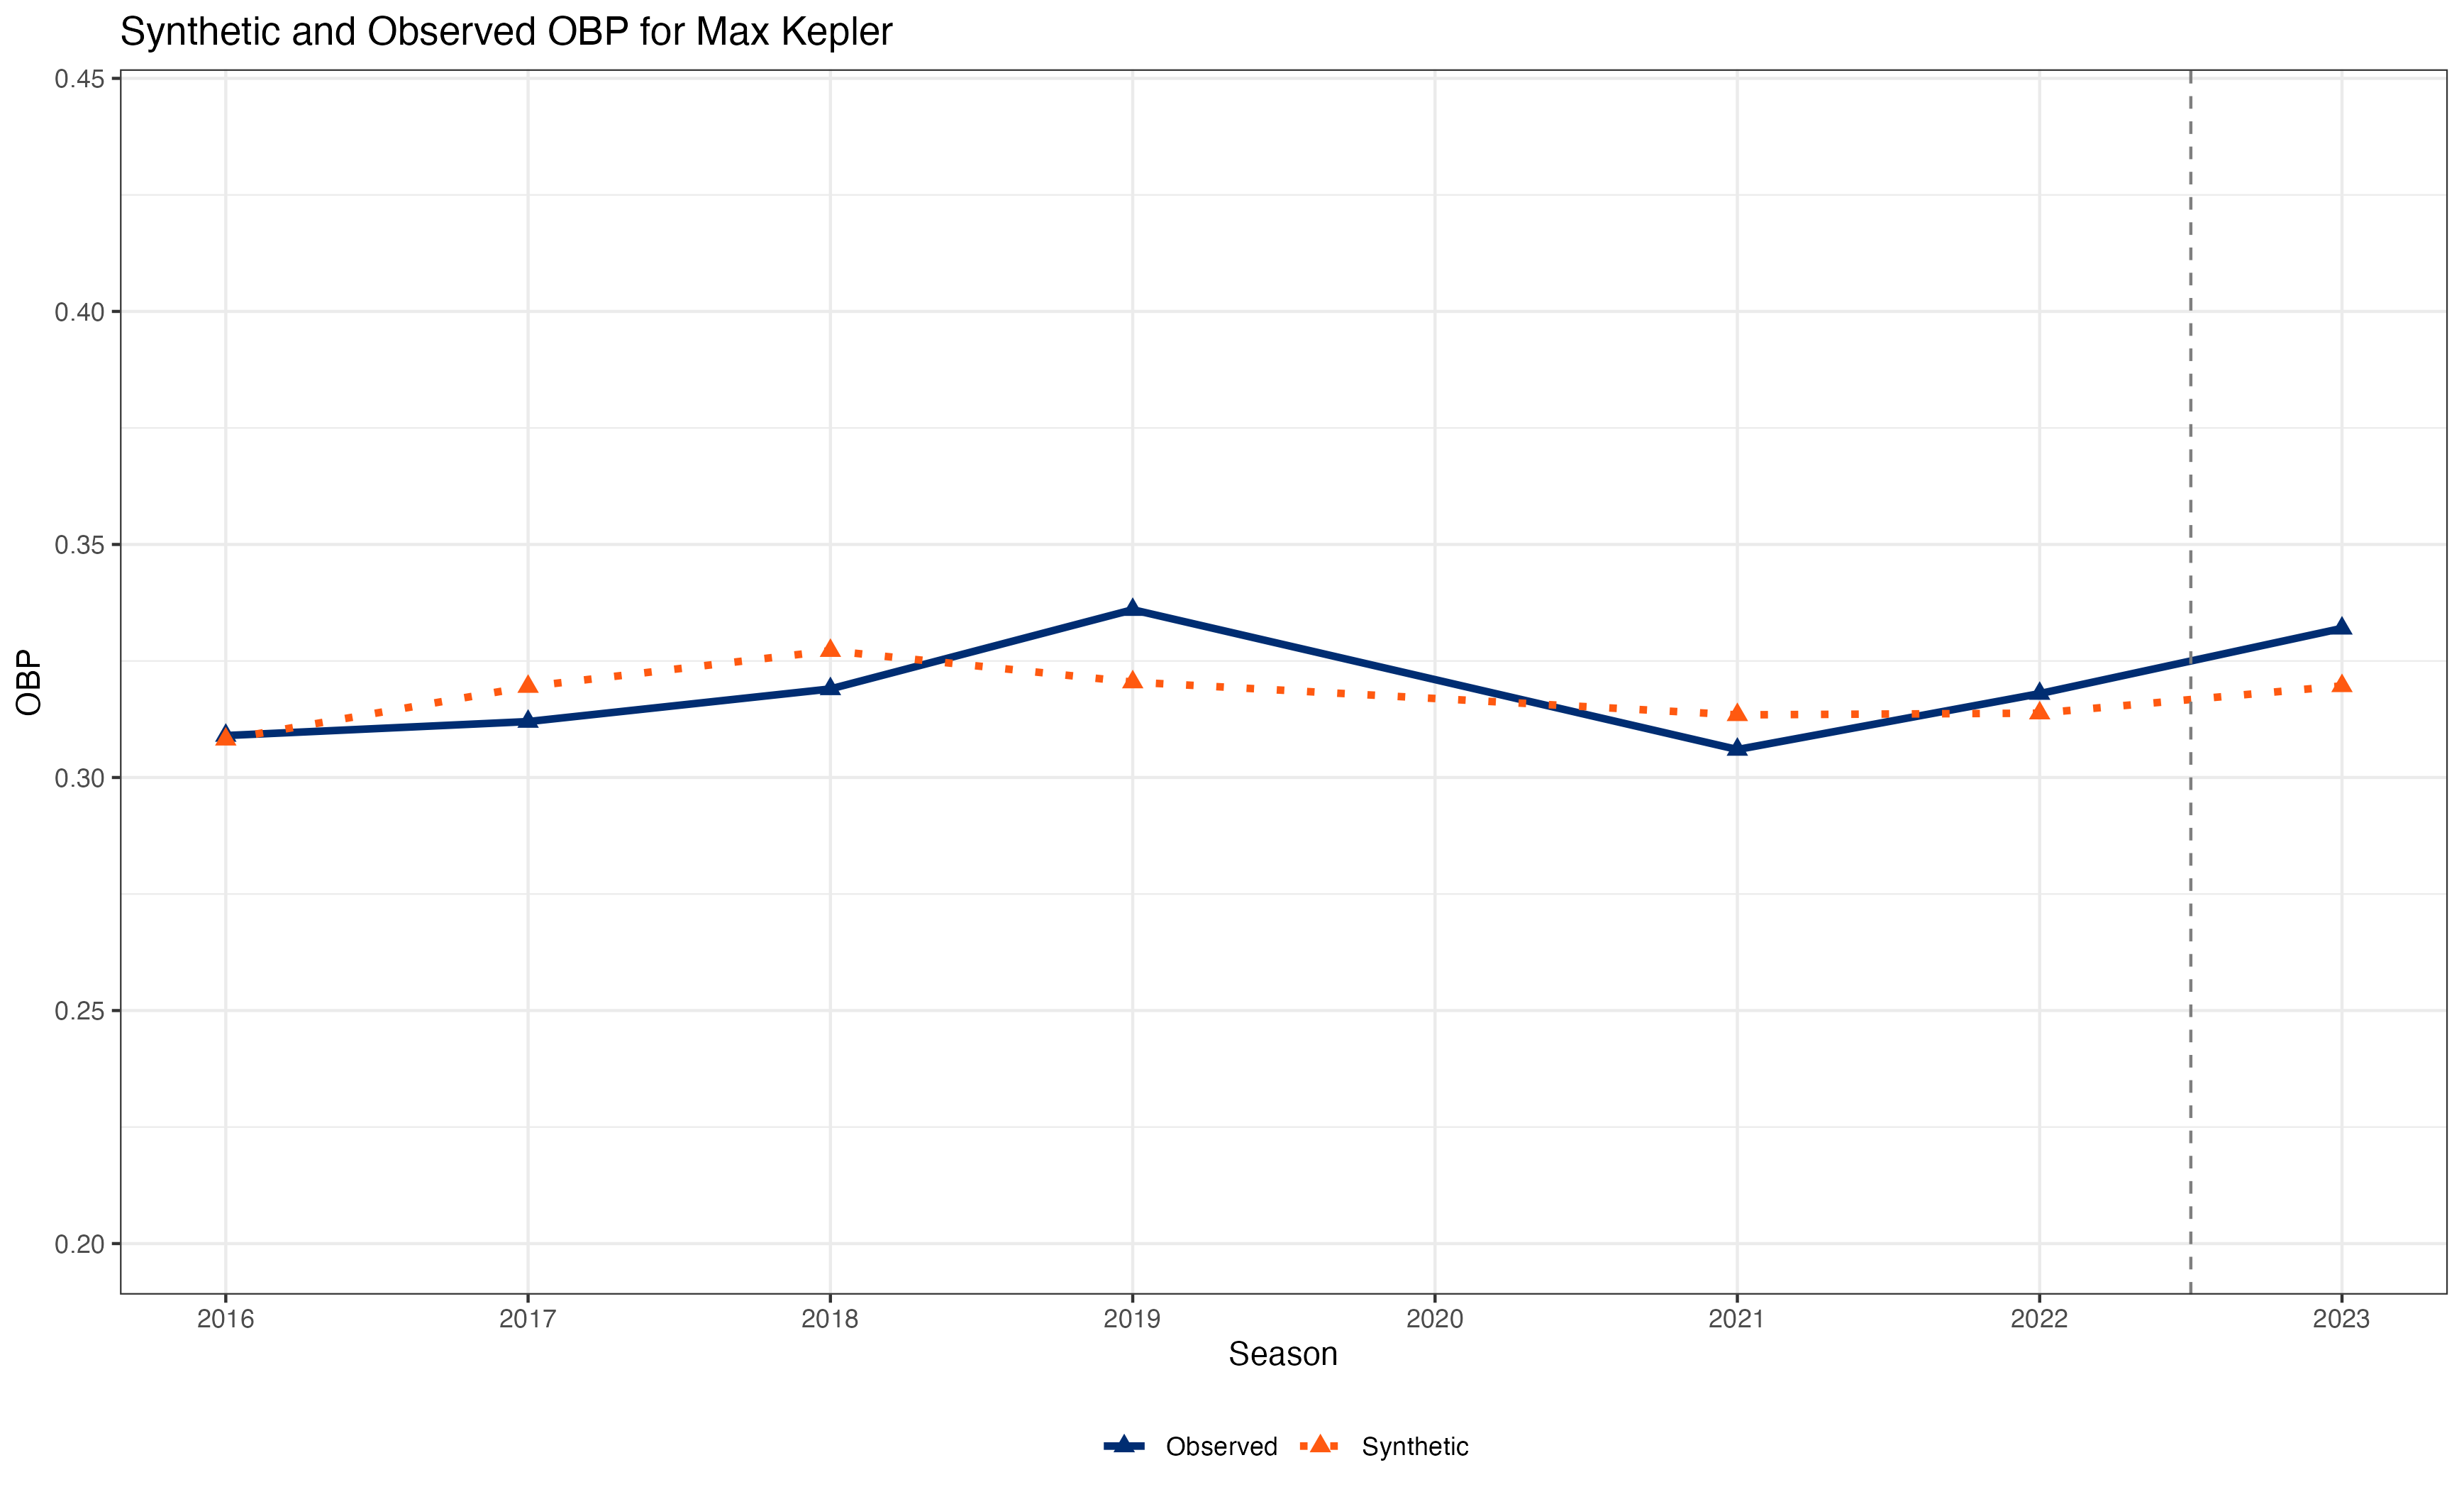 Synthetic and Observed OBP for Max Kepler
OBP
0.45
0.40
0.35
0.30
0.25
0.20
2016 2017 2018 2019 2020 2021 2022 2023
Season
Observed Synthetic